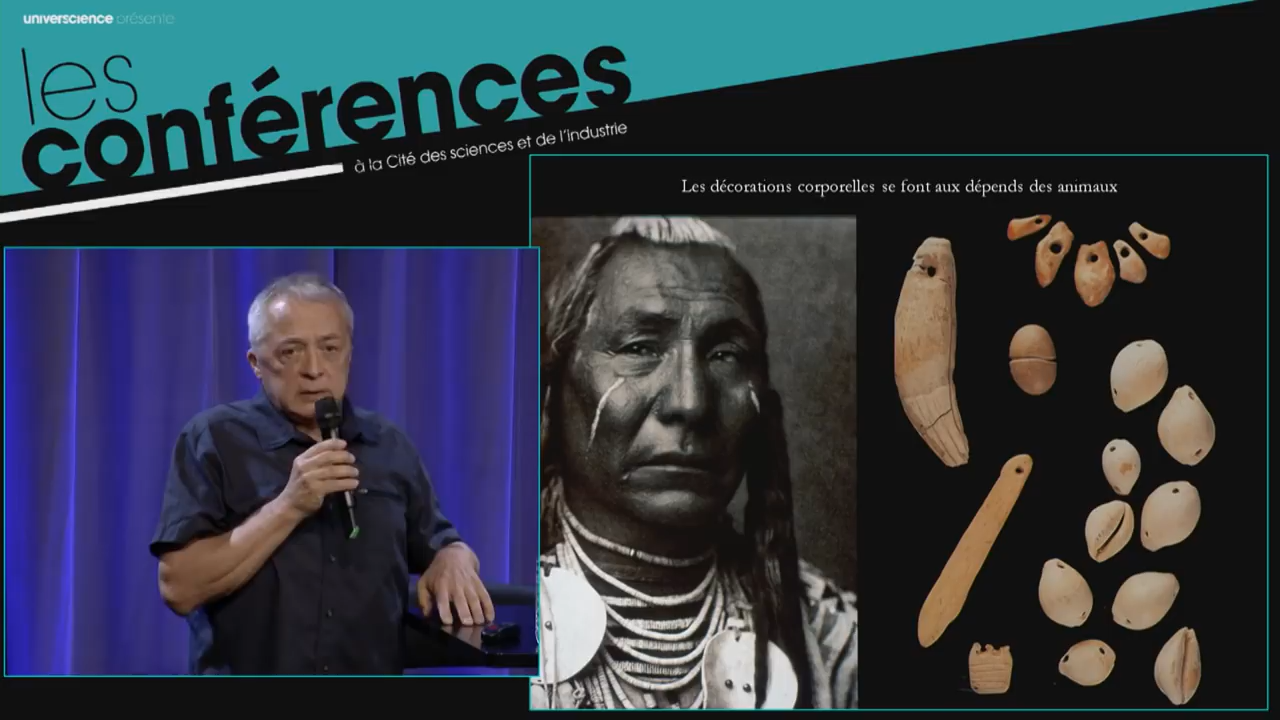 universcience présente
les
conférences
à la Cité des sciences et de l'industrie
Les décorations corporelles se font aux dépends des animaux